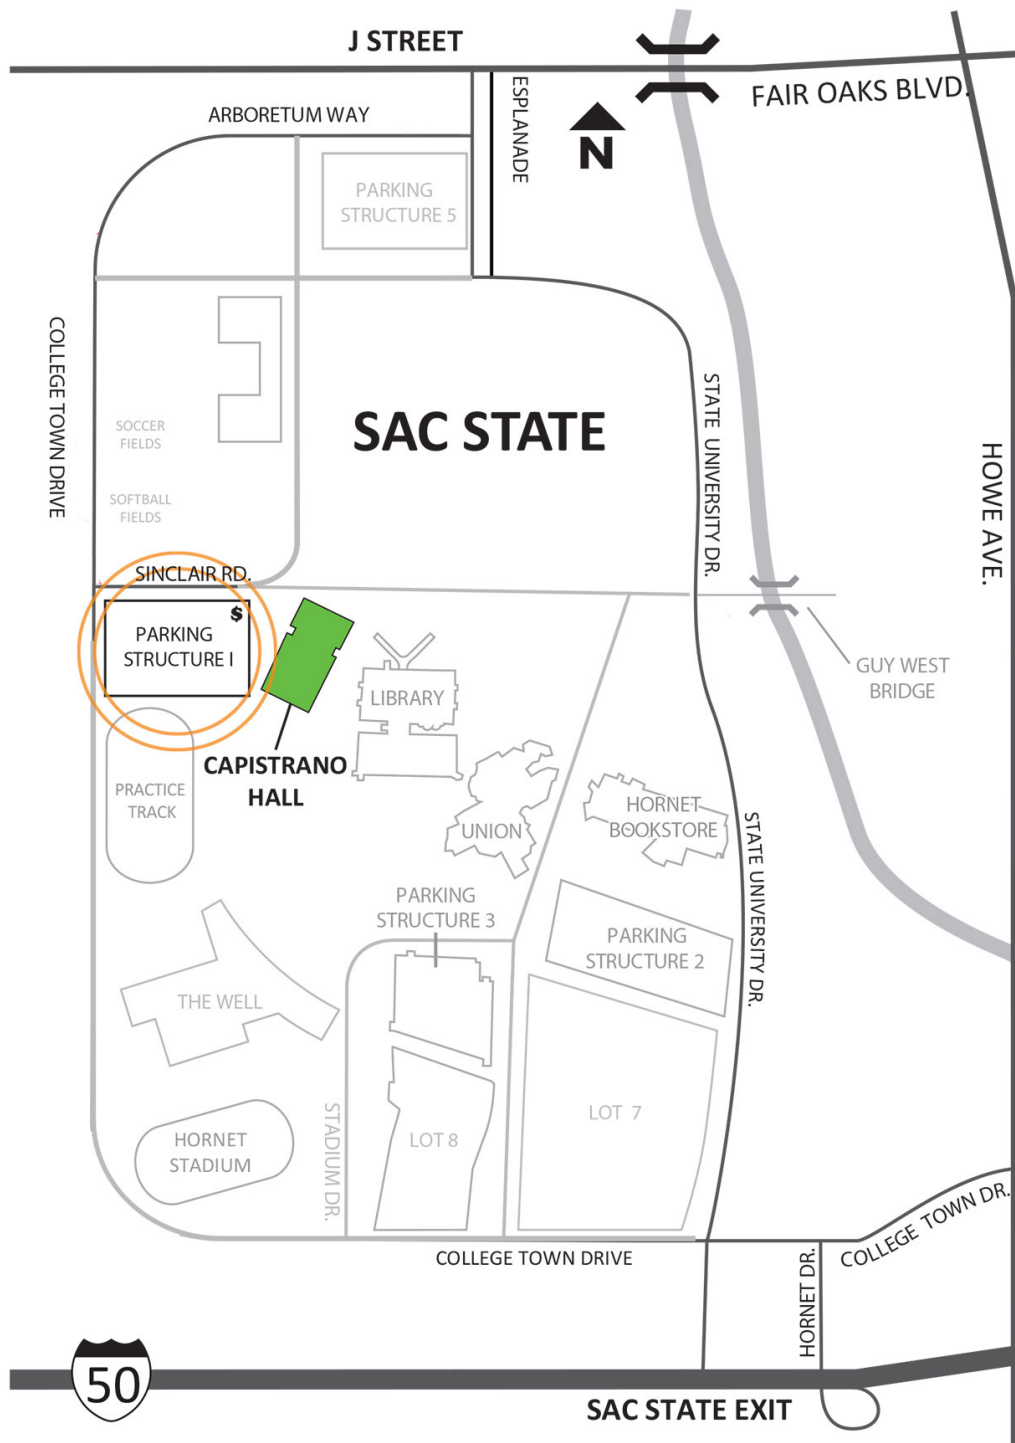 J STREET
FAIR OAKS BLVD.
ARBORETUM WAY
ESPLANADE
N
PARKING
STRUCTURE 5
COLLEGE TOWN DRIVE
SAC STATE
STATE UNIVERSITY DR.
HOWE AVE.
SOCCER
FIELDS
SOFTBALL
FIELDS
SINCLAIR RD.
$
PARKING
STRUCTURE I
GUY WEST
BRIDGE
LIBRARY
CAPISTRANO
HALL
PRACTICE
TRACK
UNION
HORNET
BOOKSTORE
STATE UNIVERSITY DR.
PARKING
STRUCTURE 3
PARKING
STRUCTURE 2
THE WELL
LOT 7
STADIUM DR.
LOT 8
HORNET
STADIUM
COLLEGE TOWN DR.
COLLEGE TOWN DRIVE
HORNET DR.
50
SAC STATE EXIT